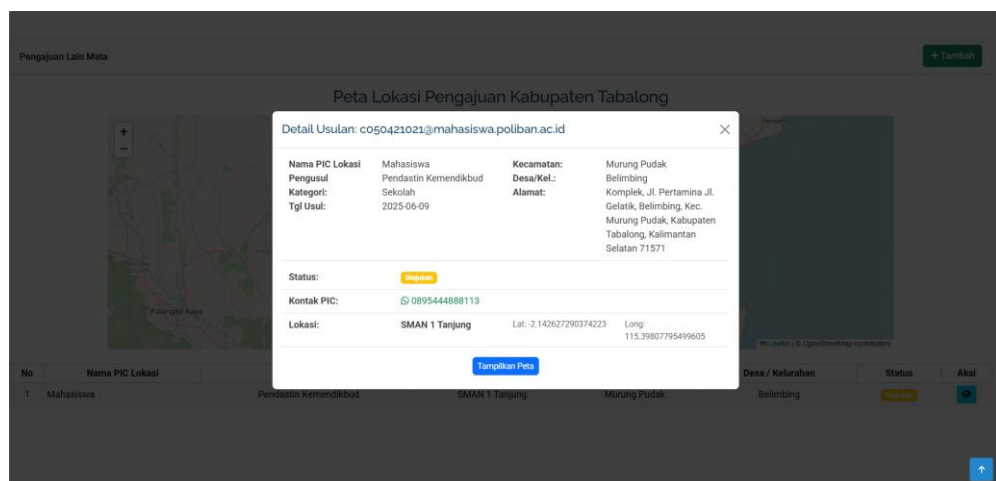 Pengajuan Lain Mata
+ Tambah
Peta Lokasi Pengajuan Kabupaten Tabalong
+
−
Palangka Raya
Leaflet | © OpenStreetMap contributors
Detail Usulan: c050421021@mahasiswa.poliban.ac.id
Nama PIC Lokasi Mahasiswa
Pengusul Pendastin Kemendikbud
Kategori: Sekolah
Tgl Usul: 2025-06-09
Kecamatan: Murung Pudak
Desa/Kel.: Belimbing
Alamat: Komplek, Jl. Pertamina Jl.
Gelatik, Belimbing, Kec.
Murung Pudak, Kabupaten
Tabalong, Kalimantan
Selatan 71571
Status: Diajukan
Kontak PIC: 0895444888113
Lokasi: SMAN 1 Tanjung Lat: -2.142627290374223 Long:
115.39807795499605
Tampilkan Peta
No Nama PIC Lokasi Desa / Kelurahan Status Aksi
1 Mahasiswa Pendastin Kemendikbud SMAN 1 Tanjung Murung Pudak Belimbing Diajukan